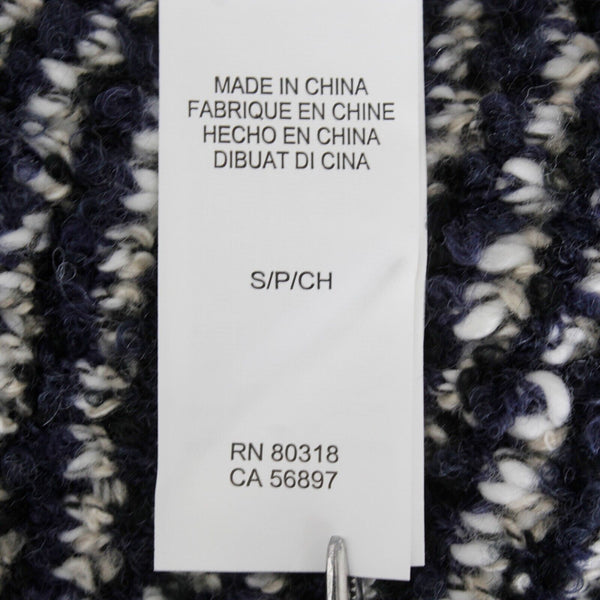 MADE IN CHINA
FABRIQUE EN CHINE
HECHO EN CHINA
DIBUAT DI CINA
S/P/CH
RN 80318
CA 56897